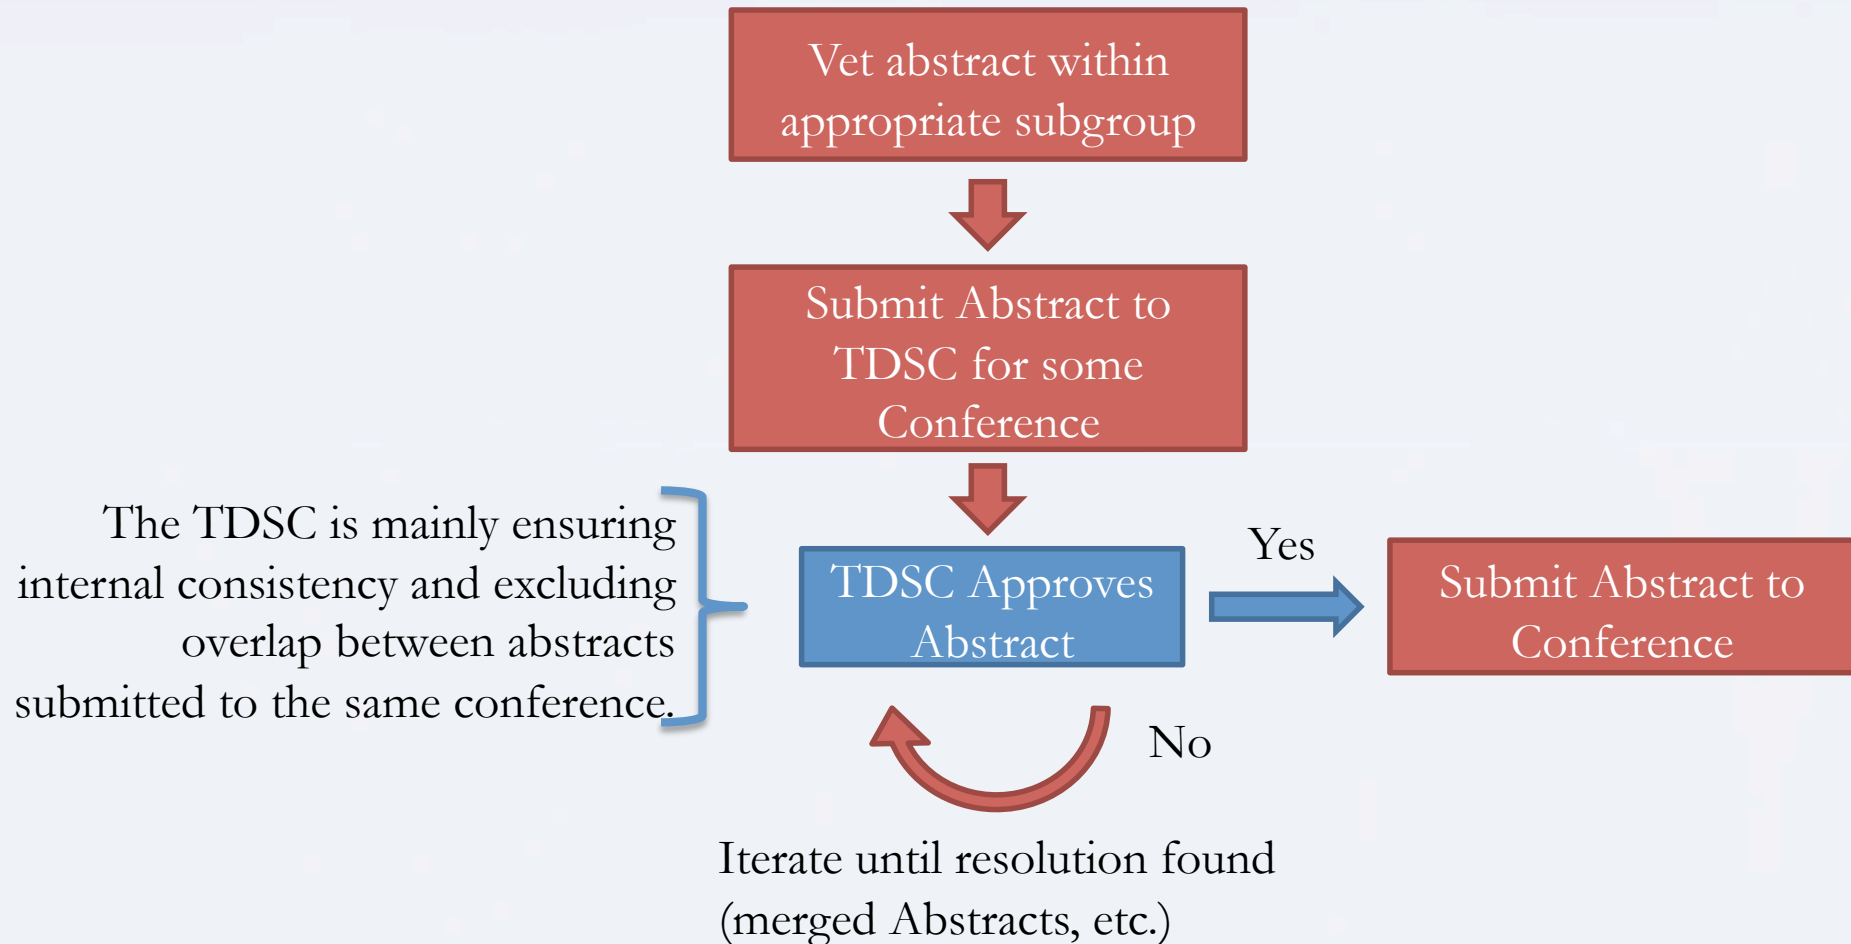 Vet abstract within
appropriate subgroup
Submit Abstract to
TDSC for some
Conference
The TDSC is mainly ensuring
internal consistency and excluding
overlap between abstracts
submitted to the same conference.
TDSC Approves
Abstract
Yes
Submit Abstract to
Conference
No
Iterate until resolution found
(merged Abstracts, etc.)